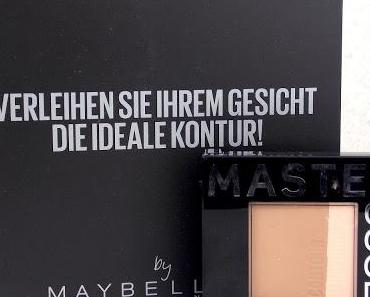 VERLEIHEN SIE IHREM GESICHT
DIE IDEALE KONTUR!
MASTE
by
MAYBELL